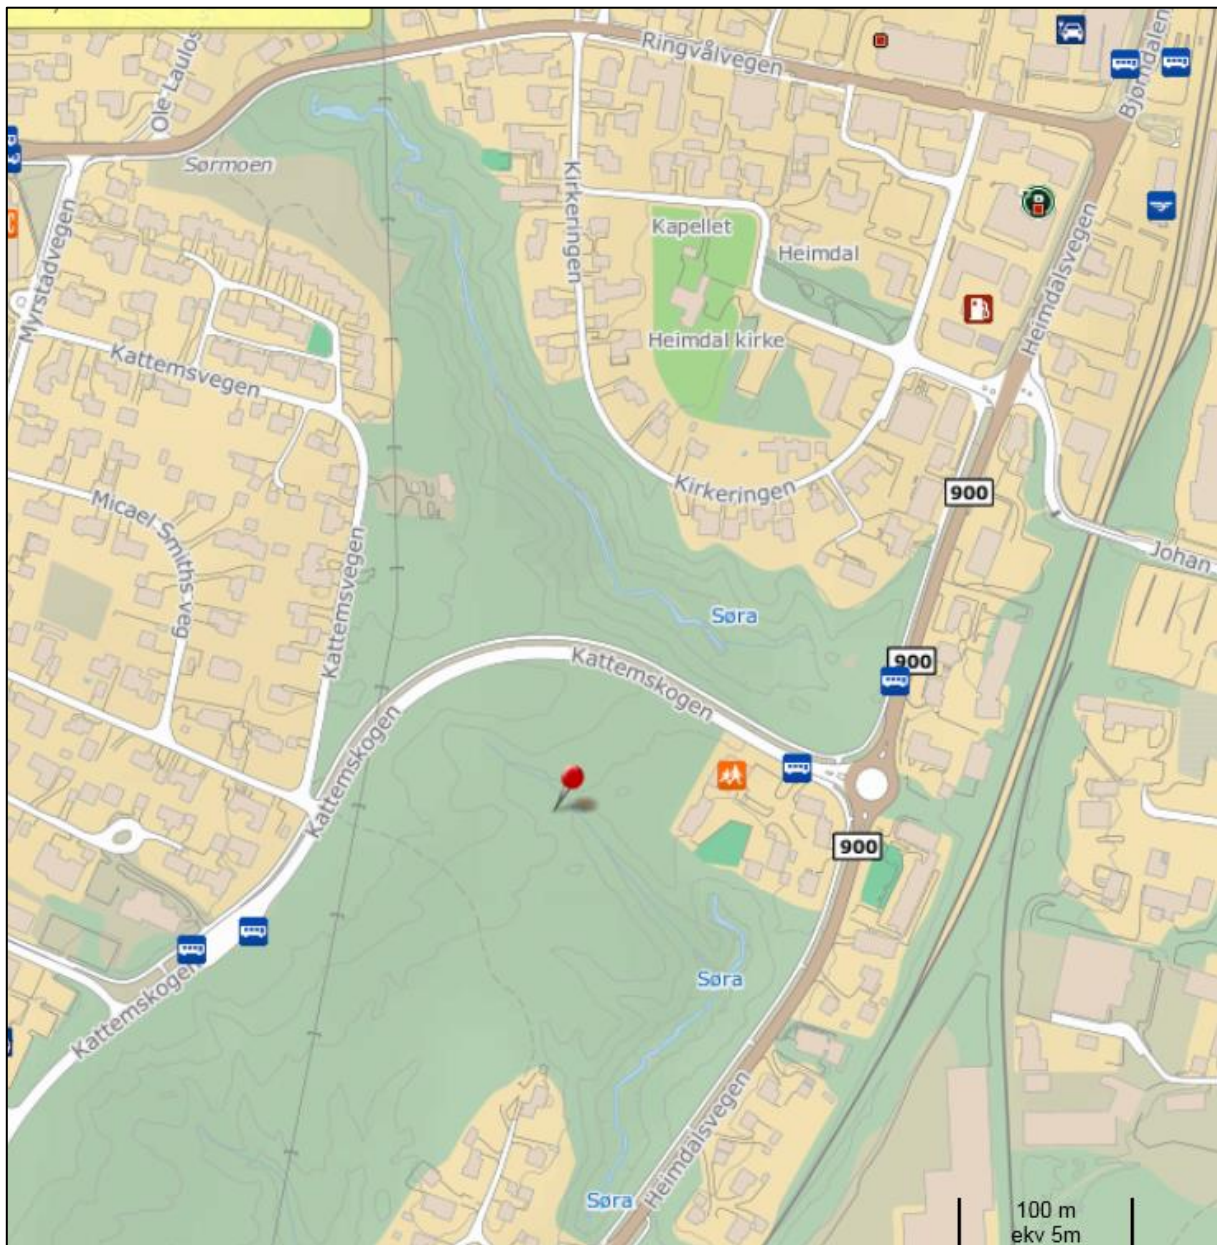 Ole Laulos
Ringvålvegen
Bjørndalen
Sørmoen
Kirkeringen
Myrstadvegen
Kapellet
Heimdal
Heimdalsvegen
Heimdal kirke
Kattemsvegen
Kirkeringen
900
Micael Smiths veg
Kattemsvegen
Johan
Søra
Kattemskogen
900
Kattemskogen
900
Søra
Kattemskogen
Heimdalsvegen
Søra
100 m
ekv 5m